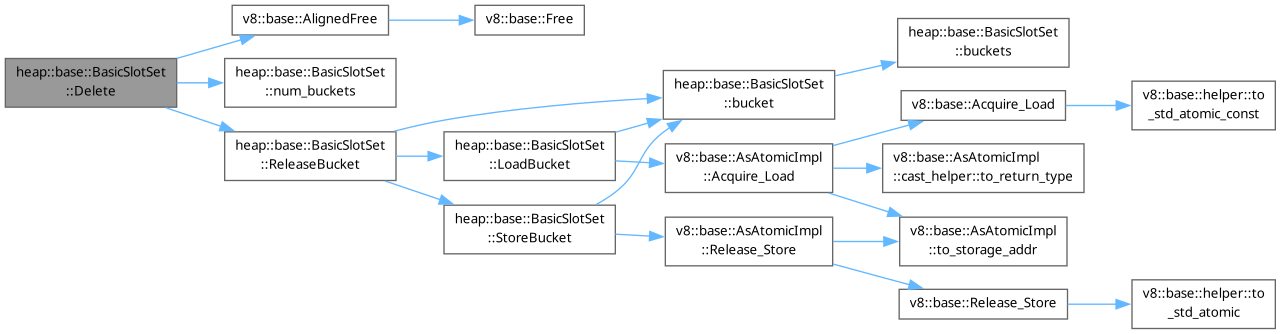 heap::base::BasicSlotSet
::Delete
v8::base::AlignedFree
v8::base::Free
heap::base::BasicSlotSet
::num_buckets
heap::base::BasicSlotSet
::ReleaseBucket
heap::base::BasicSlotSet
::LoadBucket
heap::base::BasicSlotSet
::StoreBucket
heap::base::BasicSlotSet
::bucket
heap::base::BasicSlotSet
::buckets
v8::base::AsAtomicImpl
::Acquire_Load
v8::base::Acquire_Load
v8::base::helper::to
_std_atomic_const
v8::base::AsAtomicImpl
::cast_helper::to_return_type
v8::base::AsAtomicImpl
::to_storage_addr
v8::base::AsAtomicImpl
::Release_Store
v8::base::Release_Store
v8::base::helper::to
_std_atomic